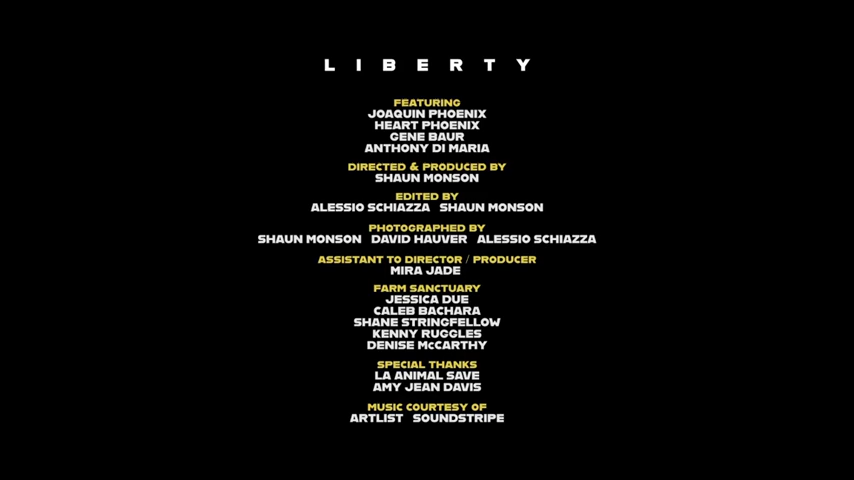 LIBERTY
FEATURING
JOAQUIN PHOENIX
HEART PHOENIX
GENE BAUR
ANTHONY DI MARIA
DIRECTED & PRODUCED BY
SHAUN MONSON
EDITED BY
ALESSIO SCHIAZZA SHAUN MONSON
PHOTOGRAPHED BY
SHAUN MONSON DAVID HAUVER ALESSIO SCHIAZZA
ASSISTANT TO DIRECTOR / PRODUCER
MIRA JADE
FARM SANCTUARY
JESSICA DUE
CALEB BACHARA
SHANE STRINGFELLOW
KENNY RUGGLES
DENISE McCARTHY
SPECIAL THANKS
LA ANIMAL SAVE
AMY JEAN DAVIS
MUSIC COURTESY OF
ARTLIST SOUNDSTRIPE